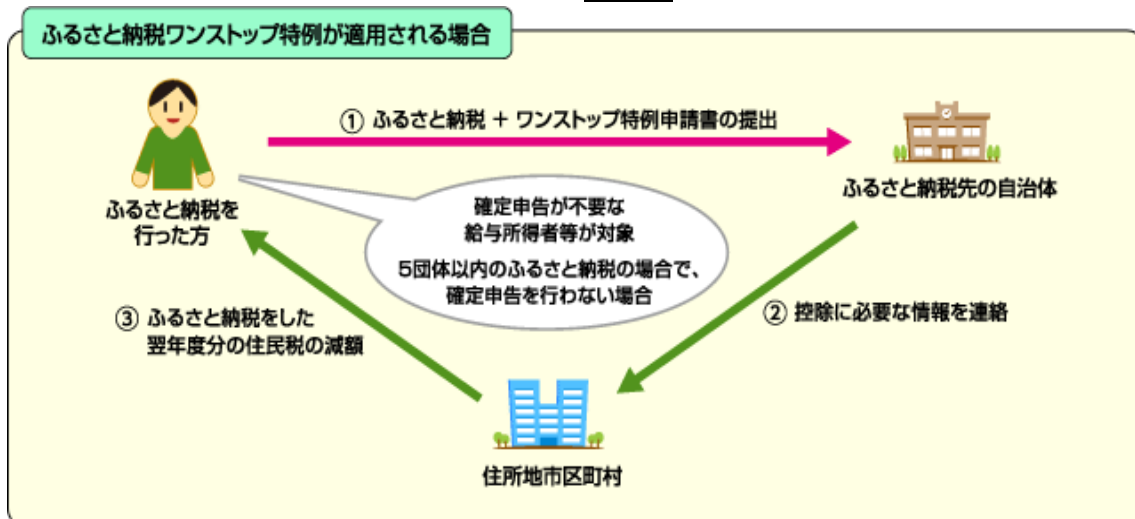 ふるさと納税ワンストップ特例が適用される場合
① ふるさと納税 + ワンストップ特例申請書の提出
ふるさと納税を
行った方
ふるさと納税先の自治体
確定申告が不要な
給与所得者等が対象
5団体以内のふるさと納税の場合で、
確定申告を行わない場合
② 控除に必要な情報を連絡
③ ふるさと納税をした
翌年度分の住民税の減額
住所地市区町村